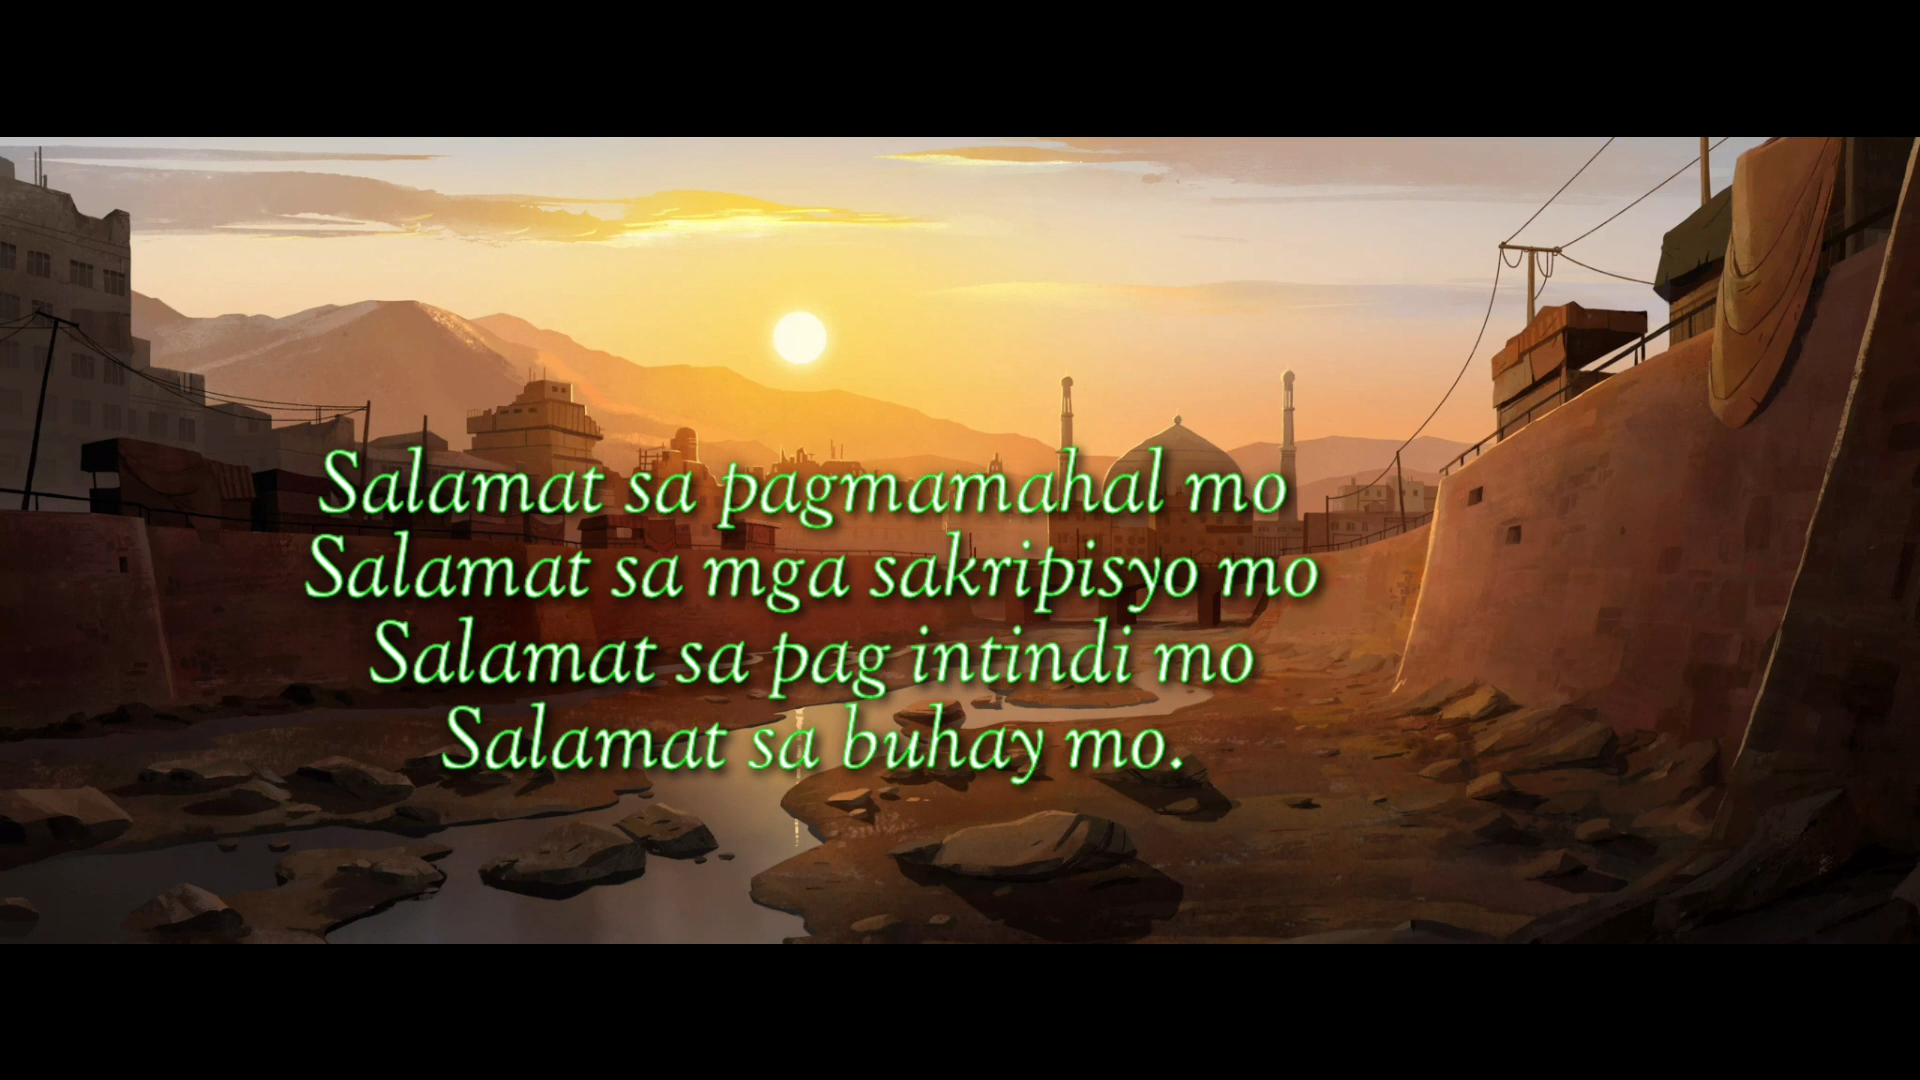 Salamat sa pagmamahal mo
Salamat sa mga sakripisyo mo
Salamat sa pag intindi mo
Salamat sa buhay mo.